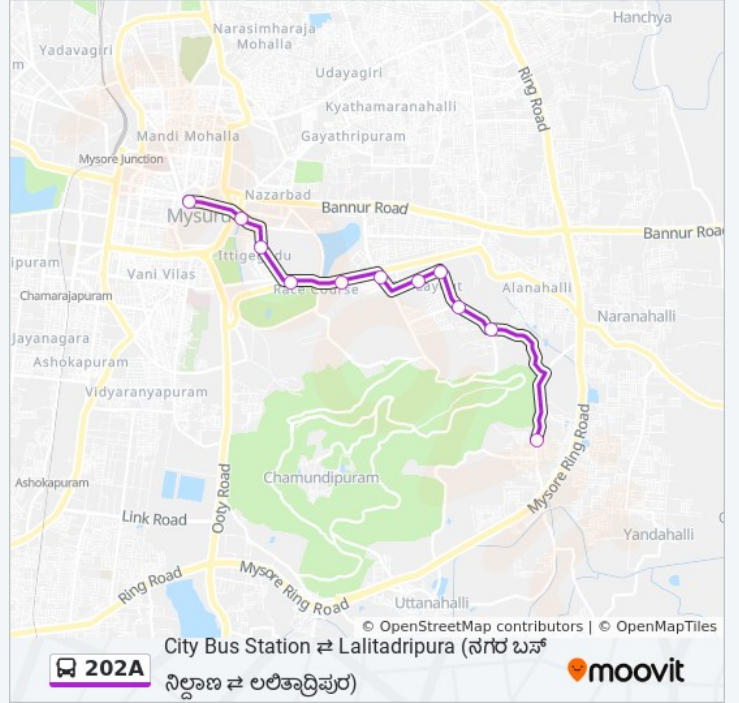 Hanchya
Narasimharaja
Mohalla
Yadavagiri
m
Udayagiri
Ring Road
Kyathamaranahalli
Mandi Mohalla
Gayathripuram
Mysore Junction
Nazarbad
Bannur Road
Mysuru
Bannur Road
Ittigegudu
ipuram
Vani Vilas
Race Course
Alanahalli
Chamarajapuram
Naranahalli
Jayanagara
Ashokapuram
Vidyaranyapuram
Chamundipuram
Ashokapuram
Ooty Road
Mysore Ring Road
Link Road
Yandahalli
Ring Road
Mysore Ring Road
Uttanahalli
© OpenStreetMap contributors | © OpenMapTiles
202A
City Bus Station ⇄ Lalitadripura (ನಗರ ಬಸ್
ನಿಲ್ದಾಣ ⇄ ಲಲಿತಾದ್ರಿಪುರ)
moovit